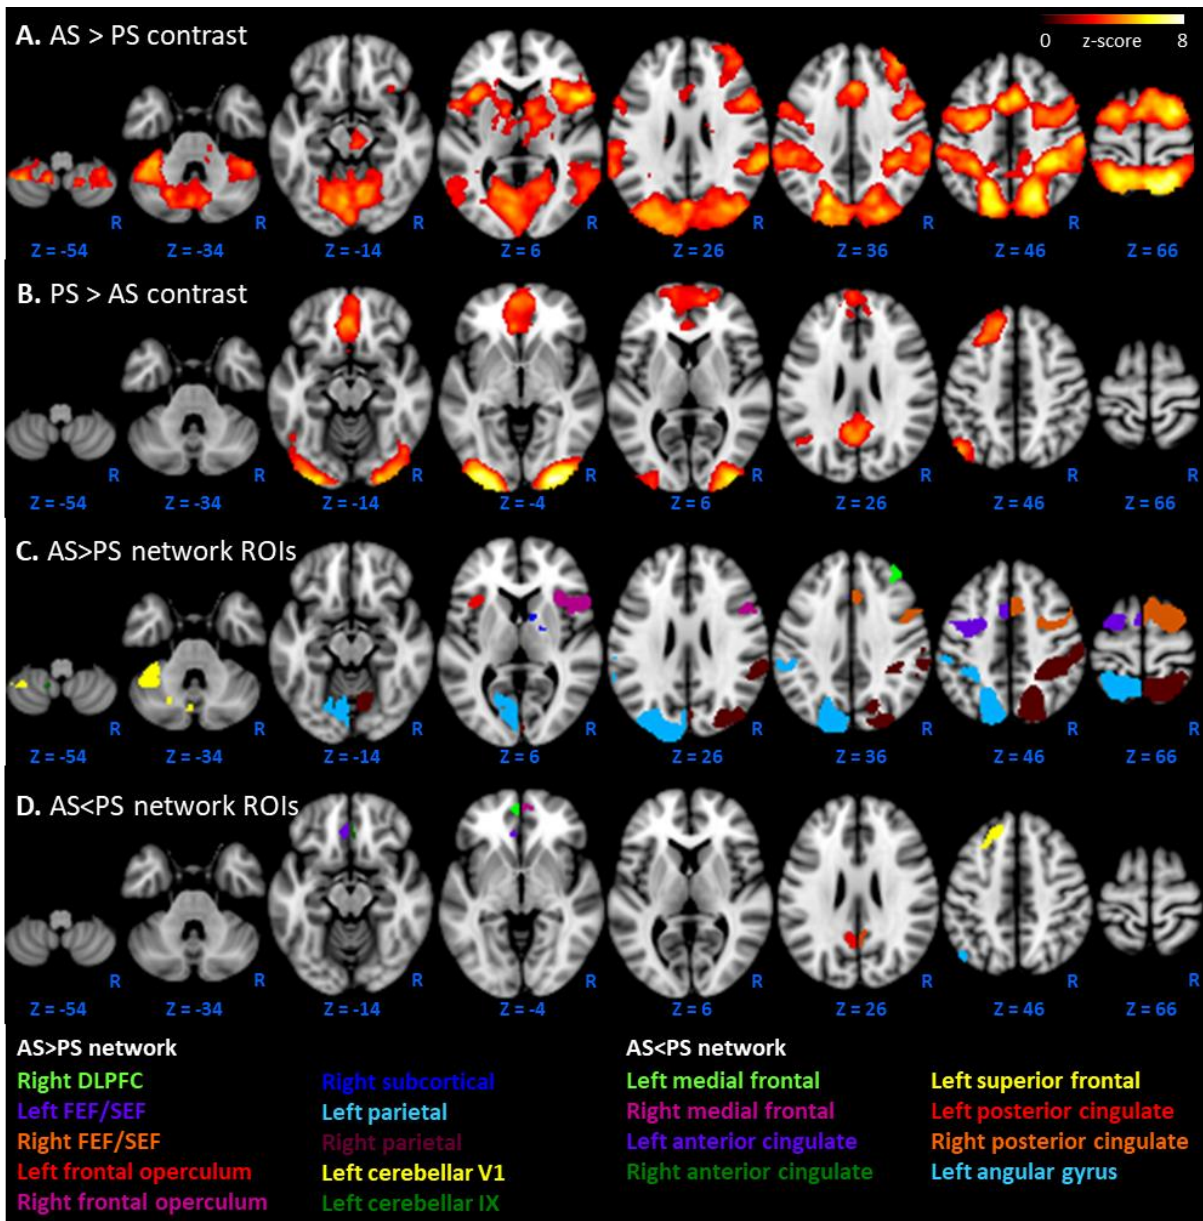 A. AS > PS contrast
0 z-score 8
R R R R R R R
Z = -54 Z = -34 Z = -14 Z = 6 Z = 26 Z = 36 Z = 46 Z = 66
B. PS > AS contrast
R R R R R R R
Z = -54 Z = -34 Z = -14 Z = -4 Z = 6 Z = 26 Z = 46 Z = 66
C. AS>PS network ROIs
R R R R R R R
Z = -54 Z = -34 Z = -14 Z = 6 Z = 26 Z = 36 Z = 46 Z = 66
D. AS<PS network ROIs
R R R R R R R
Z = -54 Z = -34 Z = -14 Z = -4 Z = 6 Z = 26 Z = 46 Z = 66
AS>PS network AS<PS network
Right DLPFC Right subcortical Left medial frontal Left superior frontal
Left FEF/SEF Left parietal Right medial frontal Left posterior cingulate
Right FEF/SEF Right parietal Left anterior cingulate Right posterior cingulate
Left frontal operculum Left cerebellar V1 Right anterior cingulate Left angular gyrus
Right frontal operculum Left cerebellar IX